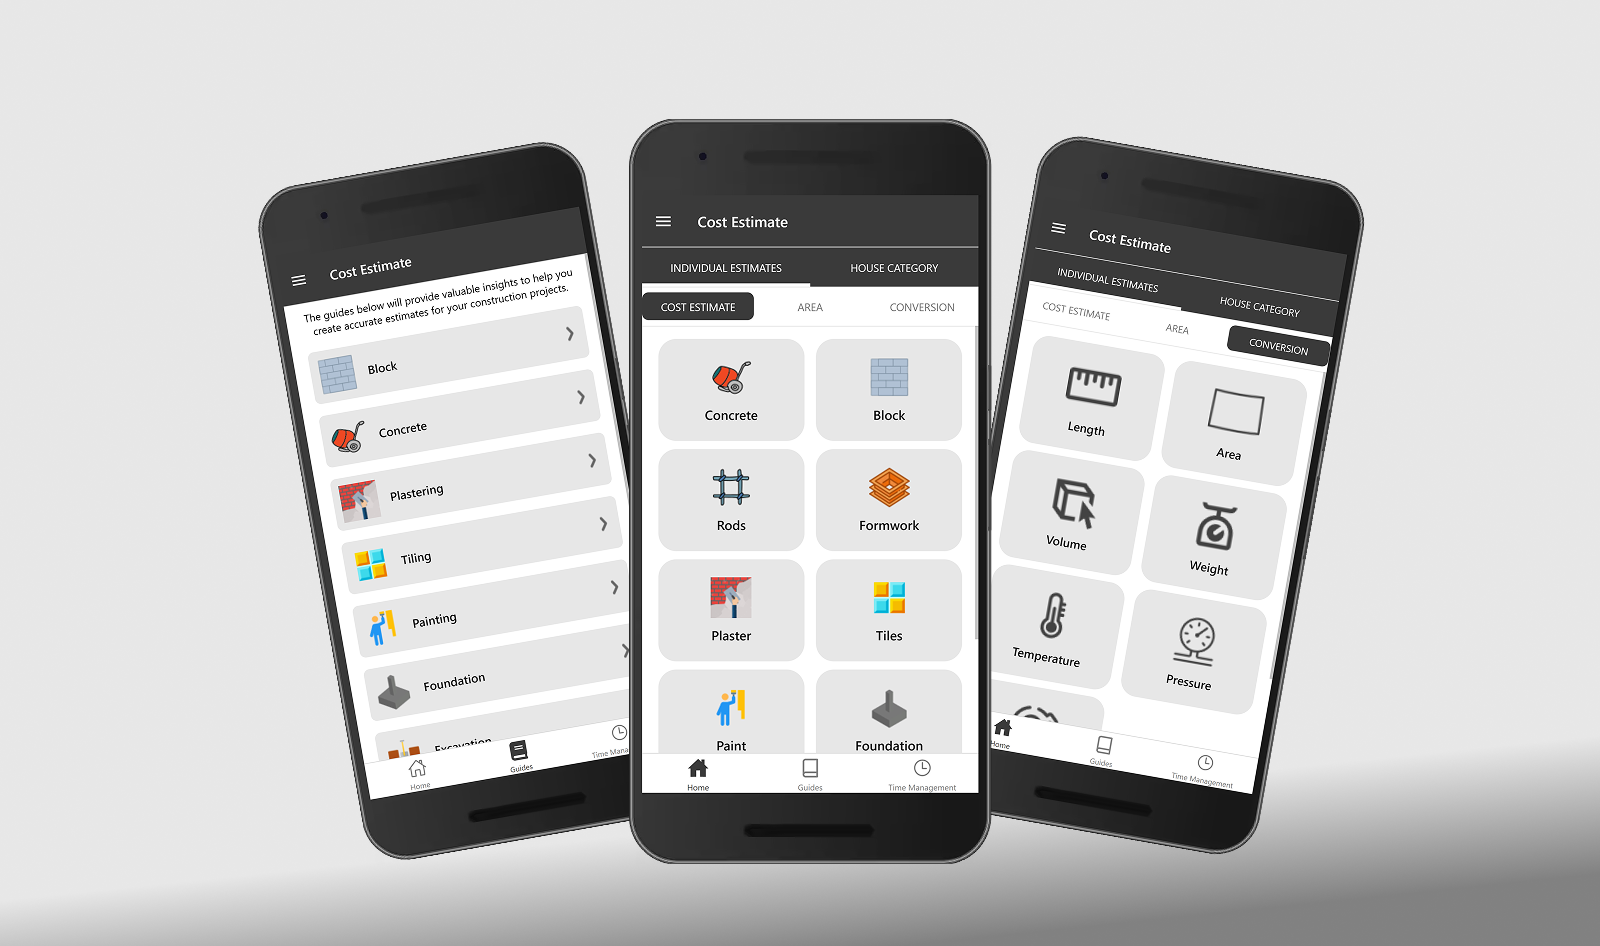 Cost Estimate
The guides below will provide valuable insights to help you
create accurate estimates for your construction projects.
Block
Concrete
Plastering
Tiling
Painting
Foundation
Excavation
Home
Guides
Time Mana
Cost Estimate
INDIVIDUAL ESTIMATES
HOUSE CATEGORY
COST ESTIMATE
AREA
CONVERSION
Concrete
Block
Rods
Formwork
Plaster
Tiles
Paint
Foundation
Home
Guides
Time Management
Cost Estimate
INDIVIDUAL ESTIMATES
HOUSE CATEGORY
COST ESTIMATE
AREA
CONVERSION
Length
Area
Volume
Weight
Temperature
Pressure
Home
Guides
Time Management